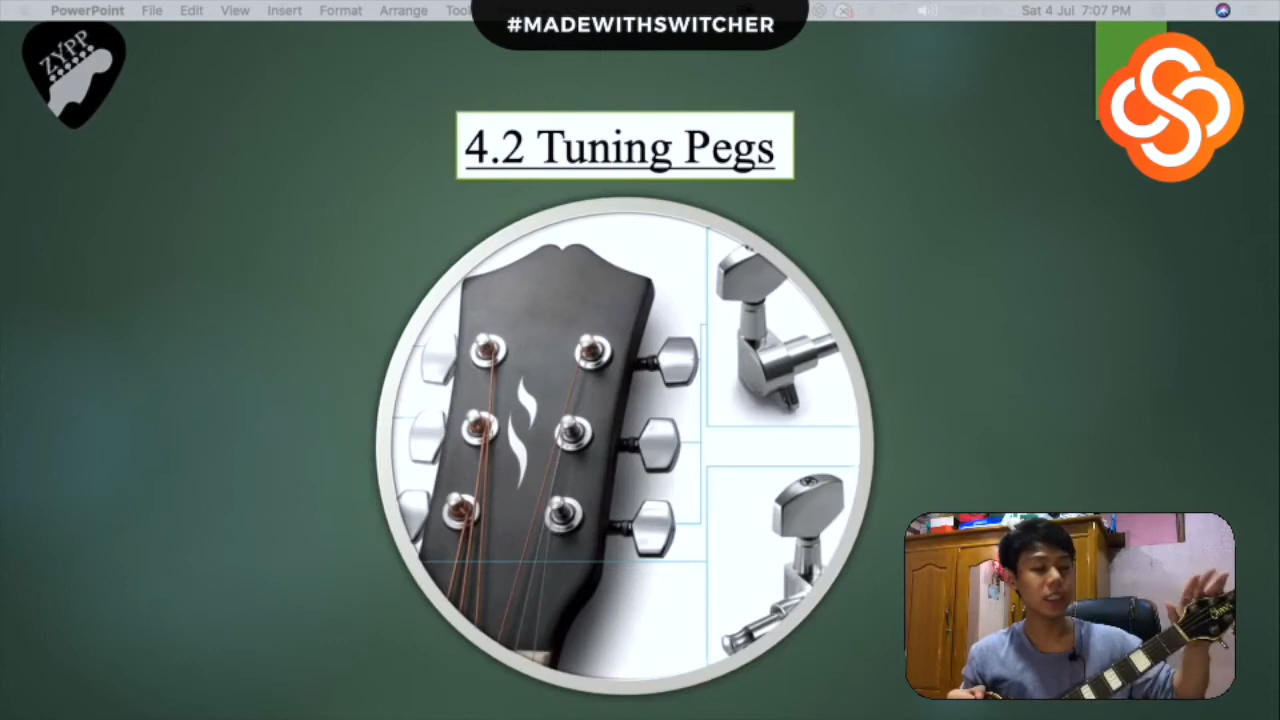 PowerPoint File Edit View Insert Format Arrange Sat 4 Jul 7:07 PM
#MADEWITHSWITCHER
ZYPP
4.2 Tuning Pegs